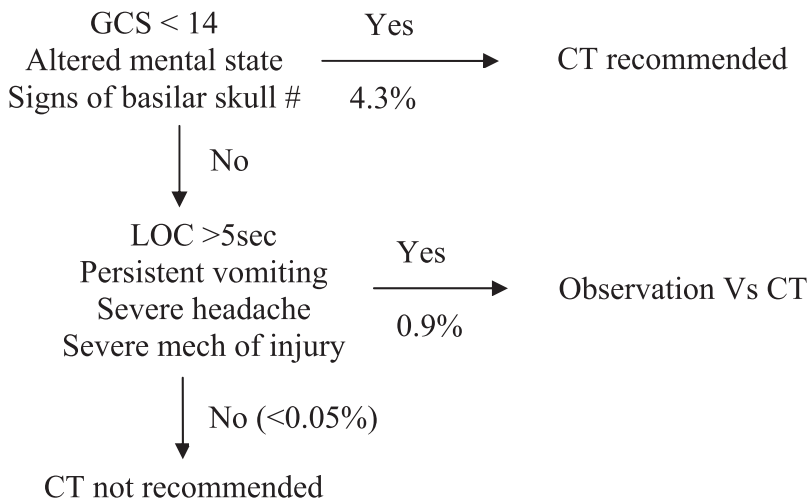 GCS < 14
Altered mental state
Signs of basilar skull #
Yes
4.3%
CT recommended
No
LOC >5sec
Persistent vomiting
Severe headache
Severe mech of injury
Yes
0.9%
Observation Vs CT
No (<0.05%)
CT not recommended